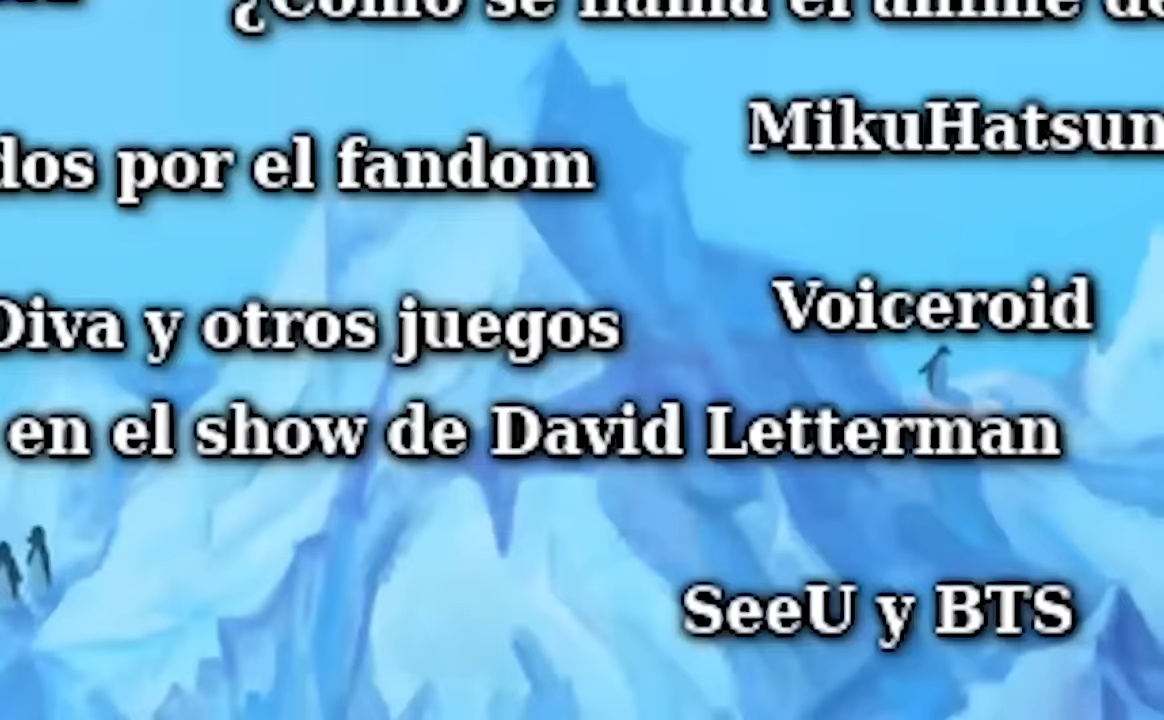 ¿Cómo se llama el anime de
MikuHatsun
dos por el fandom
Voiceroid
Diva y otros juegos
en el show de David Letterman
SeeU y BTS